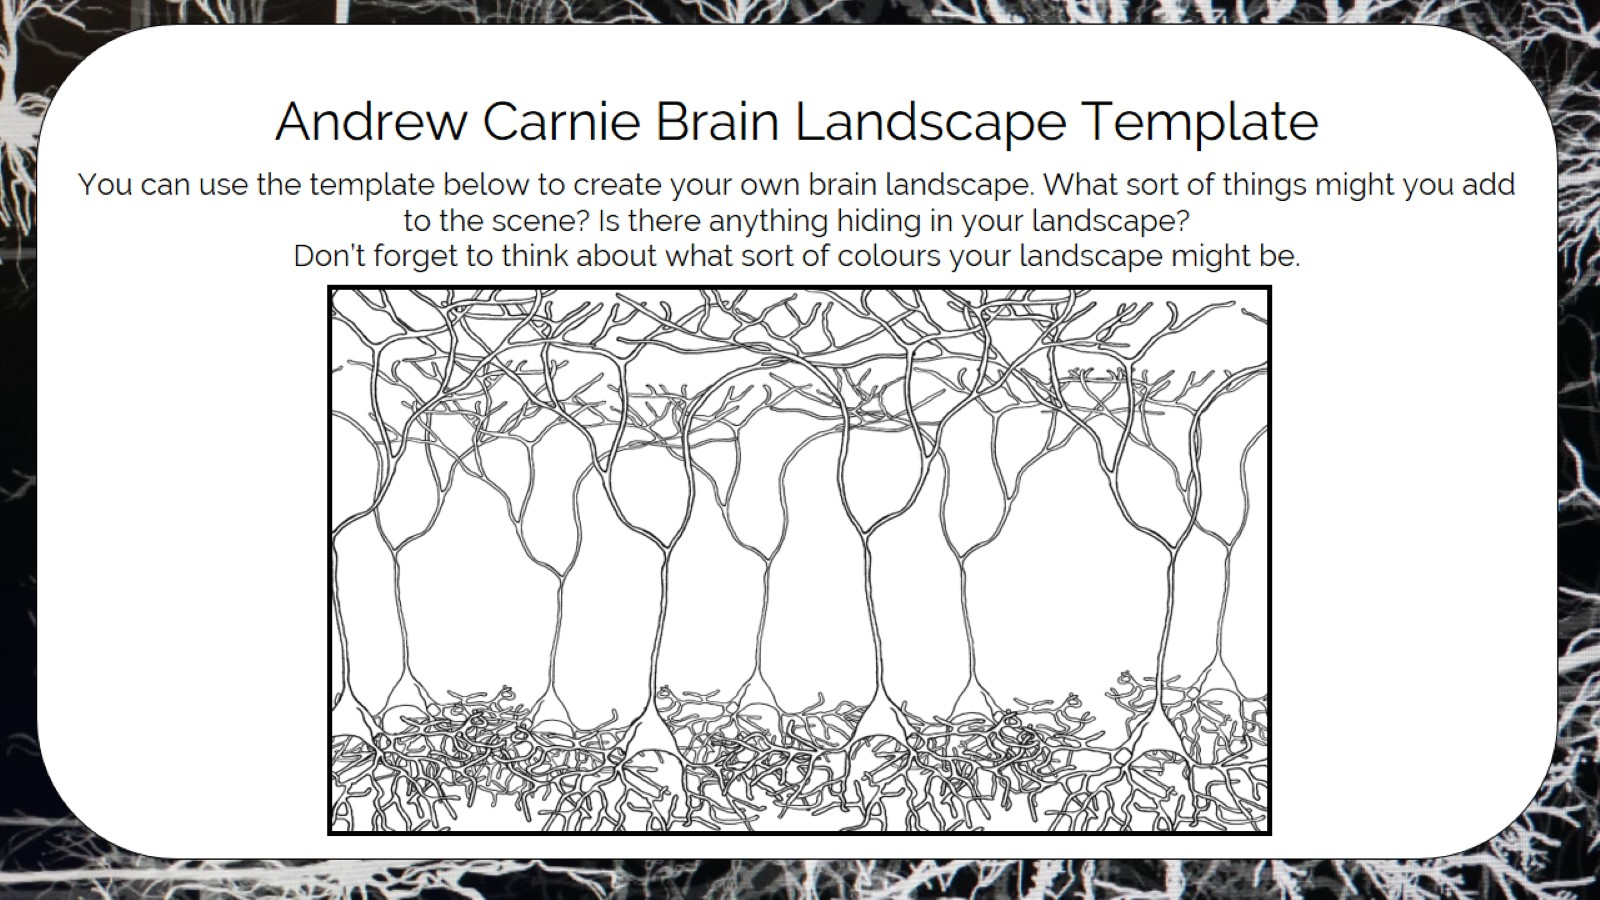 Andrew Carnie Brain Landscape Template
You can use the template below to create your own brain landscape. What sort of things might you add
to the scene? Is there anything hiding in your landscape?
Don’t forget to think about what sort of colours your landscape might be.